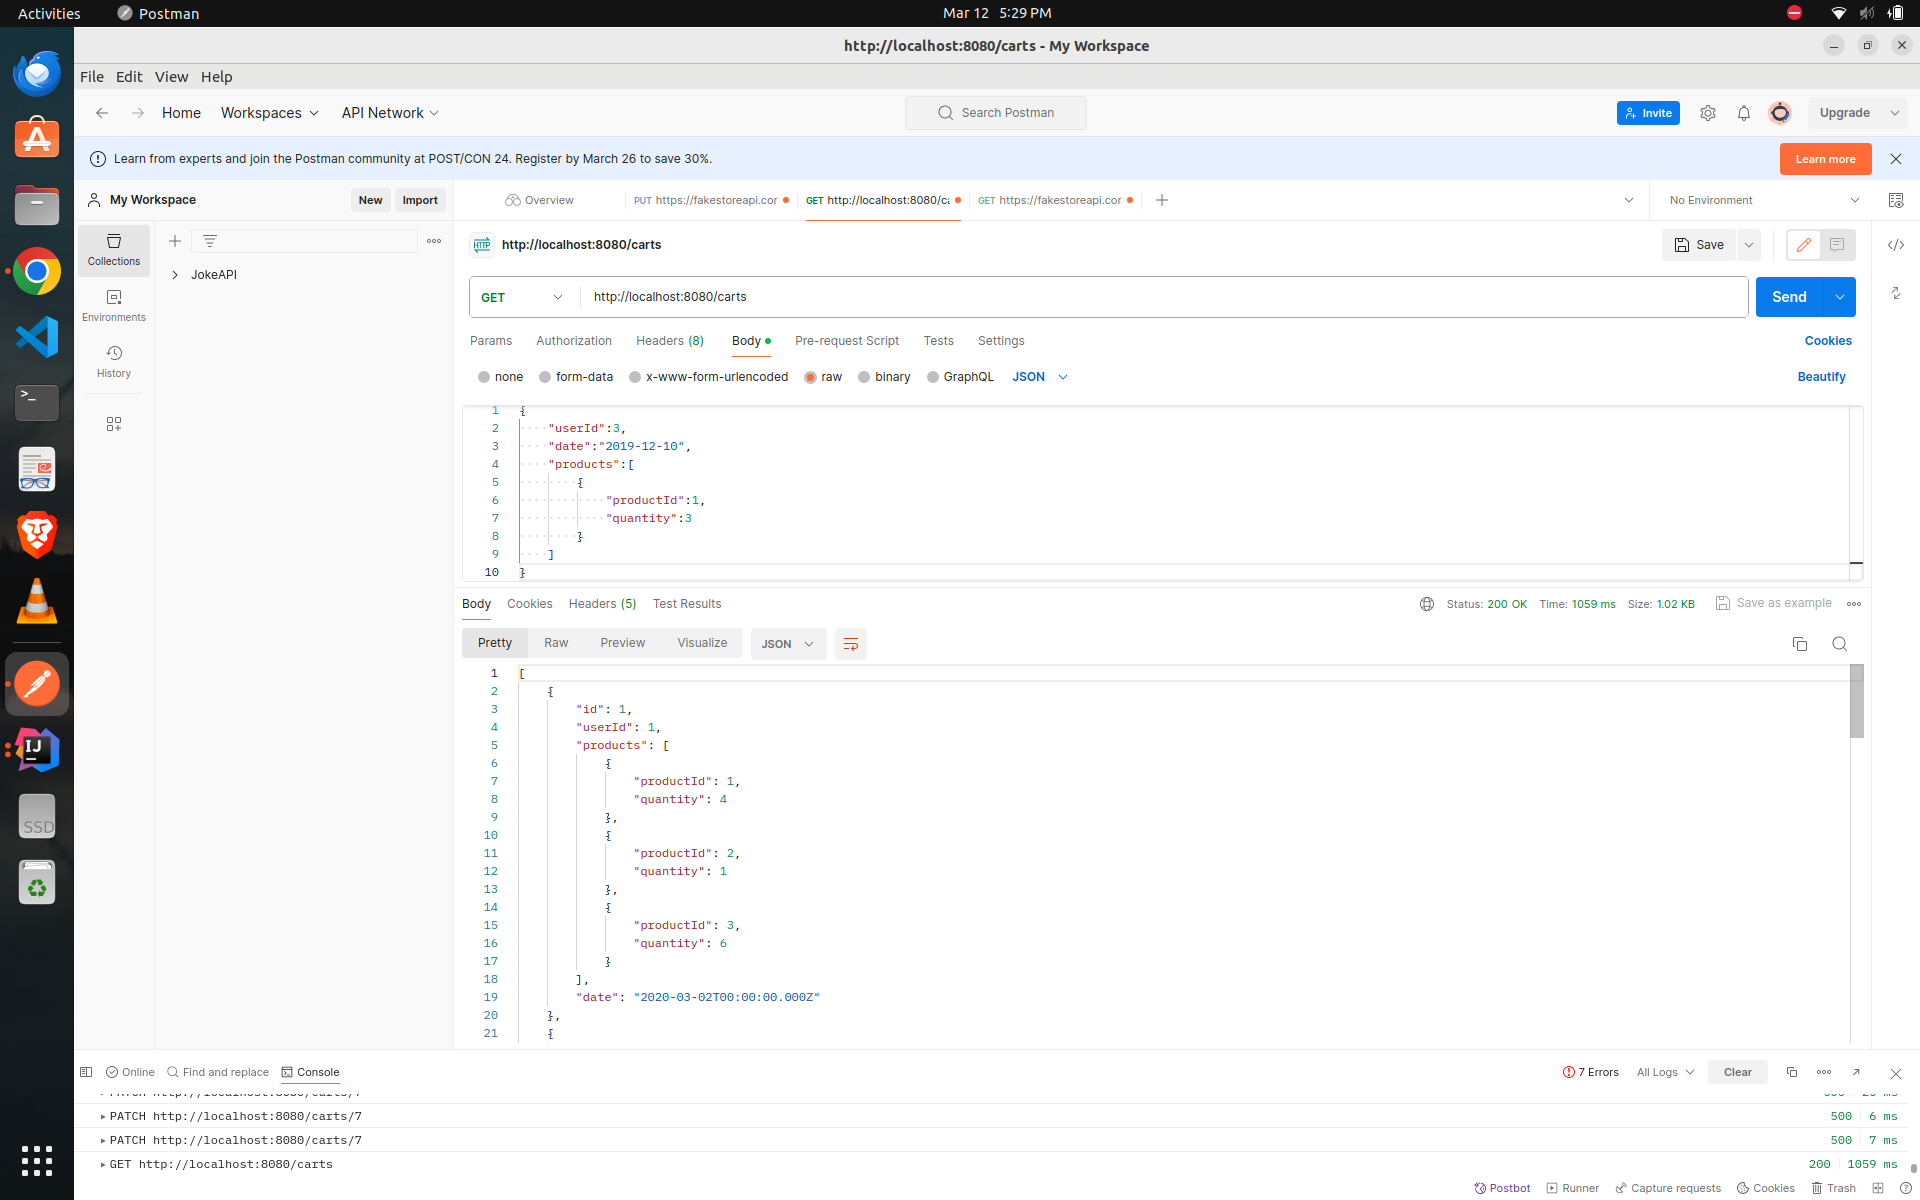 Activities Postman Mar 12 5:29 PM
http://localhost:8080/carts - My Workspace
File Edit View Help
Home Workspaces API Network Search Postman Invite Upgrade
Learn from experts and join the Postman community at POST/CON 24. Register by March 26 to save 30%. Learn more
My Workspace New Import Overview PUT https://fakestoreapi.cor GET http://localhost:8080/ca GET https://fakestoreapi.cor No Environment
Collections
Environments
History
JokeAPI
HTTP http://localhost:8080/carts Save
GET http://localhost:8080/carts Send
Params Authorization Headers (8) Body Pre-request Script Tests Settings Cookies
none form-data x-www-form-urlencoded raw binary GraphQL JSON Beautify
1 {
2 "userId":3,
3 "date":"2019-12-10",
4 "products":[
5 {
6 "productId":1,
7 "quantity":3
8 }
9 ]
10 }
Body Cookies Headers (5) Test Results Status: 200 OK Time: 1059 ms Size: 1.02 KB Save as example
Pretty Raw Preview Visualize JSON
1 [
2 {
3 "id": 1,
4 "userId": 1,
5 "products": [
6 {
7 "productId": 1,
8 "quantity": 4
9 },
10 {
11 "productId": 2,
12 "quantity": 1
13 },
14 {
15 "productId": 3,
16 "quantity": 6
17 }
18 ],
19 "date": "2020-03-02T00:00:00.000Z"
20 },
21 {
Online Find and replace Console 7 Errors All Logs Clear
PATCH http://localhost:8080/carts/7 500 6 ms
PATCH http://localhost:8080/carts/7 500 7 ms
GET http://localhost:8080/carts 200 1059 ms
Postbot Runner Capture requests Cookies Trash
IJ
SSD